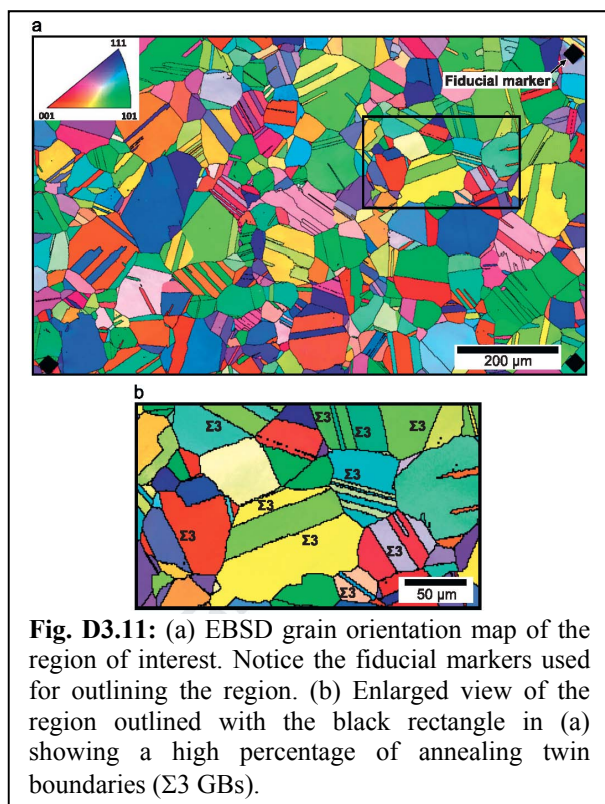 a
111
001
101
Fiducial marker
200 µm
b
Σ3
Σ3
Σ3
Σ3
Σ3
Σ3
Σ3
Σ3
Σ3
50 µm
Fig. D3.11: (a) EBSD grain orientation map of the
region of interest. Notice the fiducial markers used
for outlining the region. (b) Enlarged view of the
region outlined with the black rectangle in (a)
showing a high percentage of annealing twin
boundaries (Σ3 GBs).